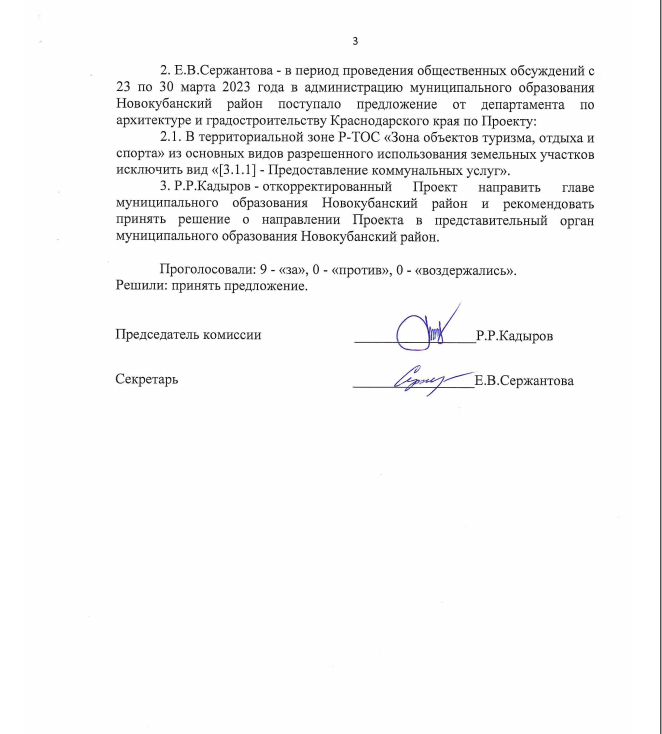 3
2. Е.В.Сержантова - в период проведения общественных обсуждений с
23 по 30 марта 2023 года в администрацию муниципального образования
Новокубанский район поступало предложение от департамента по
архитектуре и градостроительству Краснодарского края по Проекту:
2.1. В территориальной зоне Р-ТОС «Зона объектов туризма, отдыха и
спорта» из основных видов разрешенного использования земельных участков
исключить вид «[3.1.1] - Предоставление коммунальных услуг».
3. Р.Р.Кадыров - откорректированный Проект направить главе
муниципального образования Новокубанский район и рекомендовать
принять решение о направлении Проекта в представительный орган
муниципального образования Новокубанский район.
Проголосовали: 9 - «за», 0 - «против», 0 - «воздержались».
Решили: принять предложение.
Председатель комиссии Р.Р.Кадыров
Секретарь Е.В.Сержантова